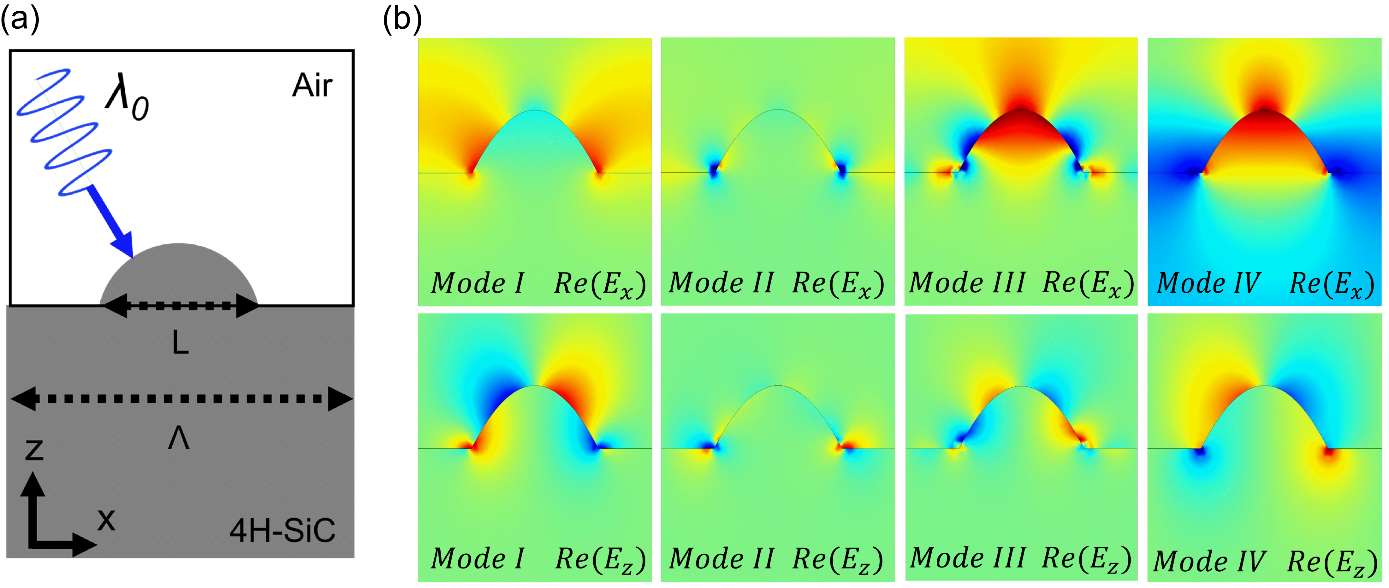 (a)
(b)
λ0
Air
L
Λ
z
x
4H-SiC
Mode I Re(Ex)
Mode II Re(Ex)
Mode III Re(Ex)
Mode IV Re(Ex)
Mode I Re(Ez)
Mode II Re(Ez)
Mode III Re(Ez)
Mode IV Re(Ez)